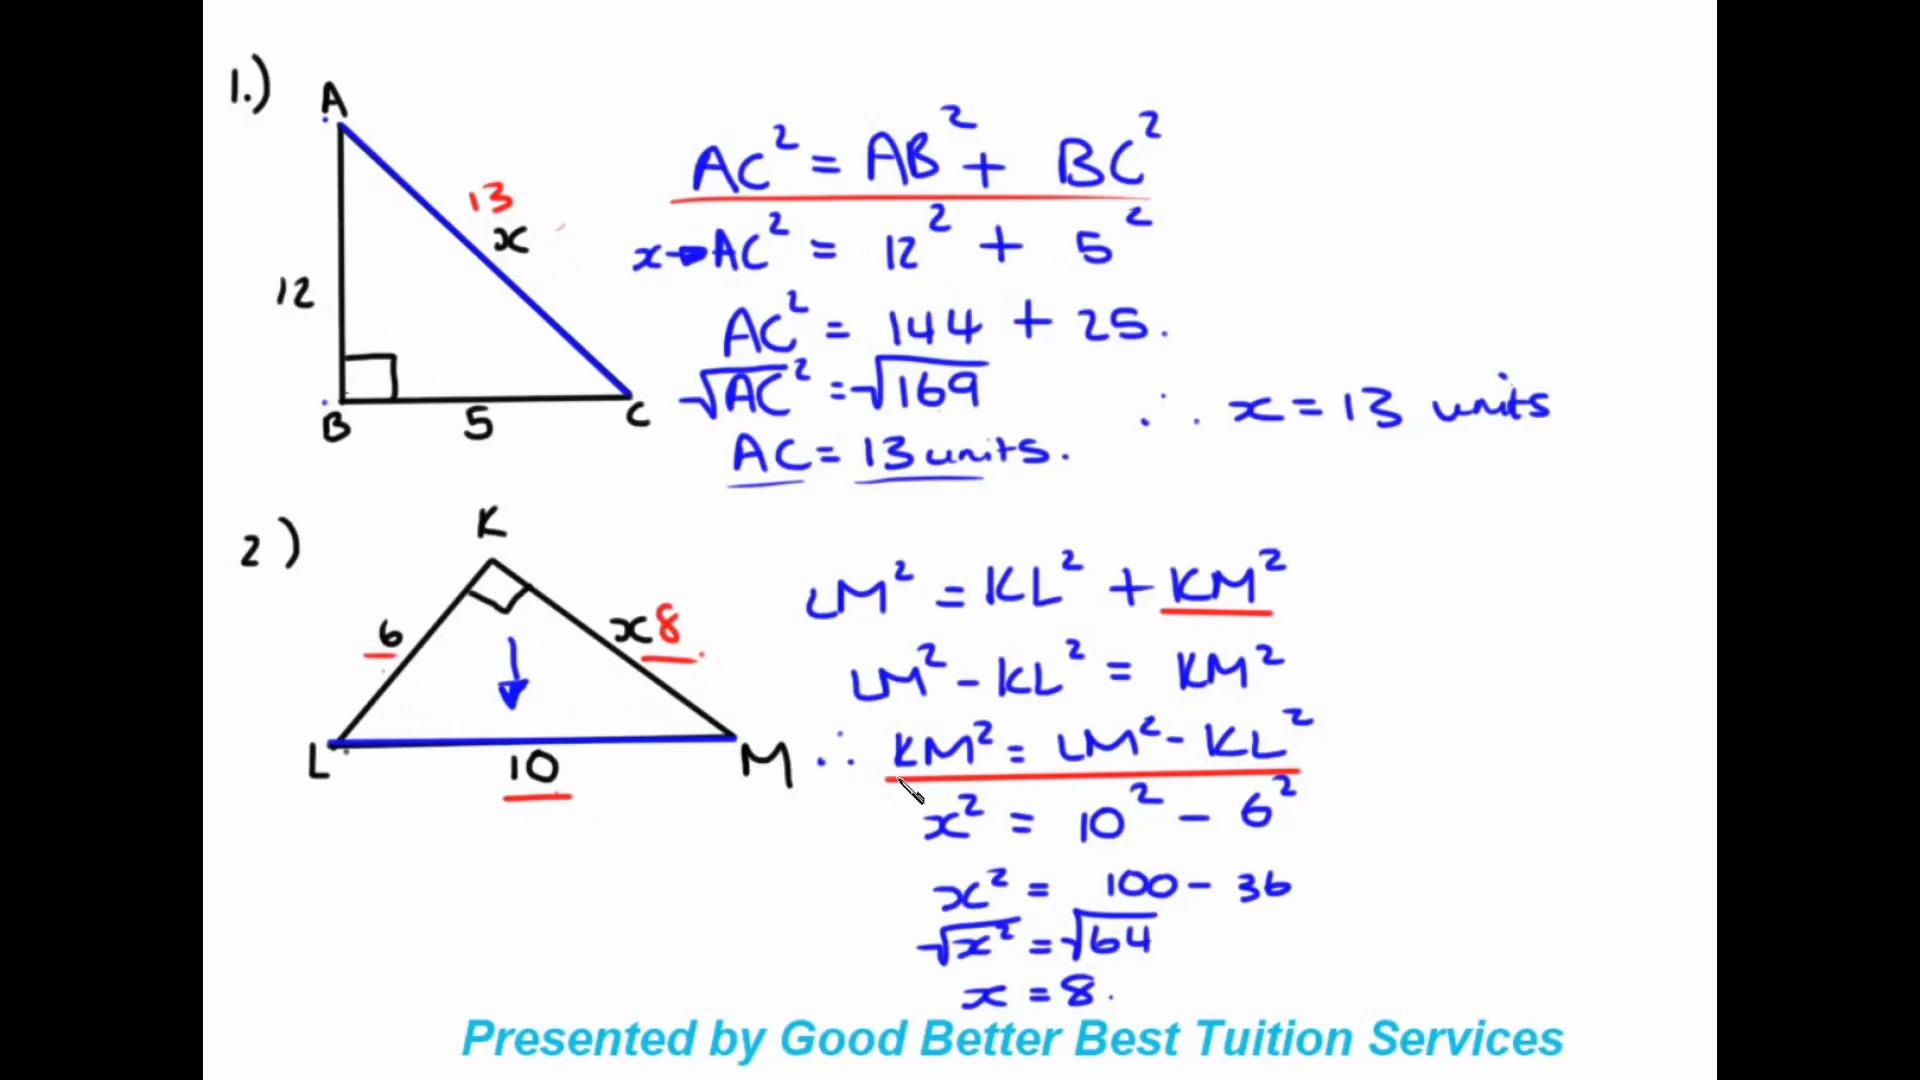 1.)
A
13
x
12
B
5
C
AC² = AB² + BC²
x → AC² = 12² + 5²
AC² = 144 + 25.
√AC² = √169
AC = 13 units.
∴ x = 13 units
2)
K
6
x 8
L
10
M
LM² = KL² + KM²
LM² - KL² = KM²
∴ KM² = LM² - KL²
x² = 10² - 6²
x² = 100 - 36
√x² = √64
x = 8.
Presented by Good Better Best Tuition Services